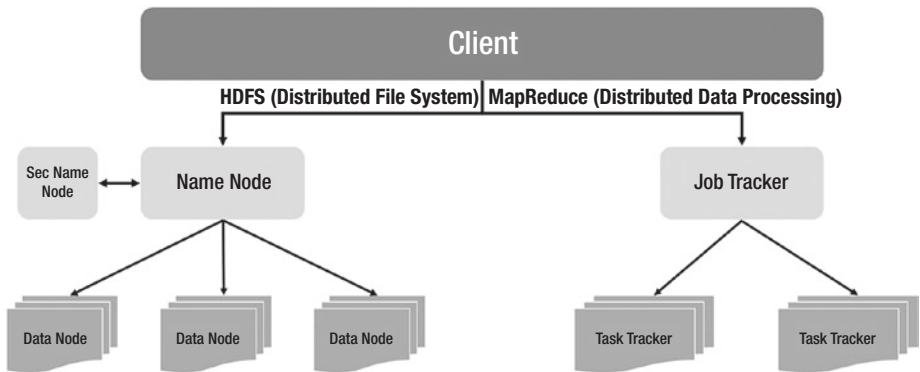 Client
HDFS (Distributed File System) MapReduce (Distributed Data Processing)
Sec Name
Node
Name Node
Job Tracker
Data Node
Data Node
Data Node
Task Tracker
Task Tracker